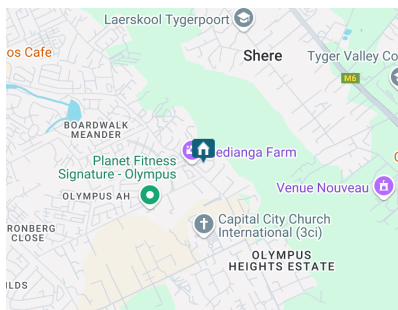 Laerskool Tygerpoort
os Cafe
Shere
Tyger Valley Co
M6
BOARDWALK
MEANDER
edianga Farm
Planet Fitness
Signature - Olympus
Venue Nouveau
OLYMPUS AH
RONBERG
CLOSE
Capital City Church
International (3ci)
OLYMPUS
HEIGHTS ESTATE
ILDS